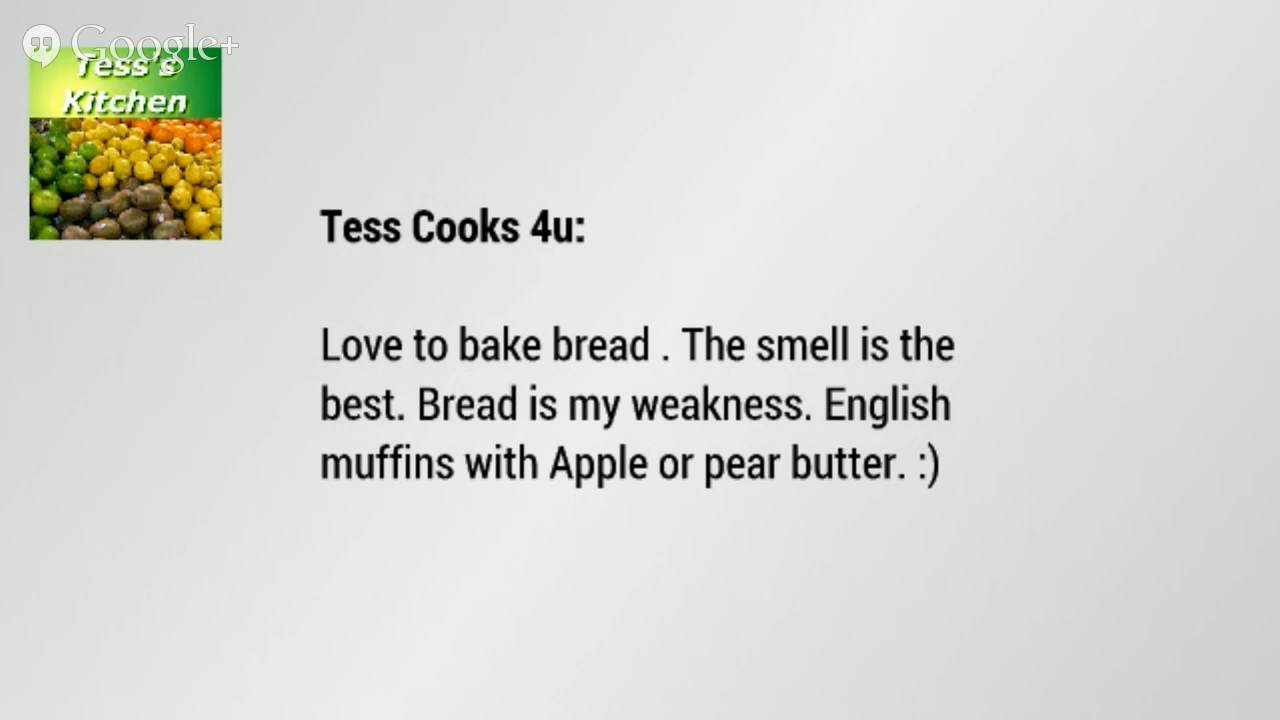 Google+
Tess's
Kitchen
Tess Cooks 4u:
Love to bake bread . The smell is the
best. Bread is my weakness. English
muffins with Apple or pear butter. :)